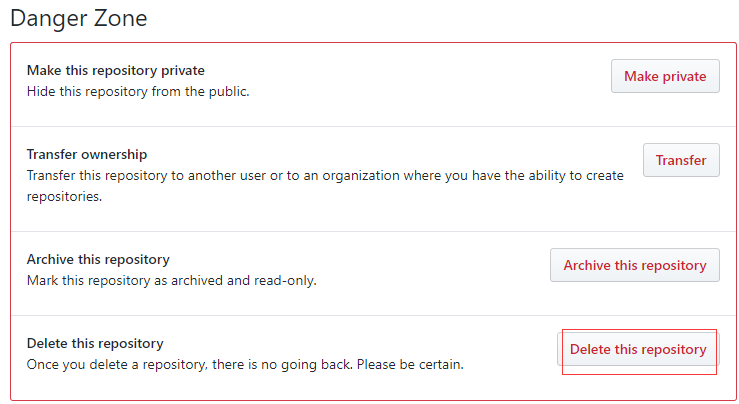 Danger Zone
Make this repository private
Hide this repository from the public.
Make private
Transfer ownership
Transfer this repository to another user or to an organization where you have the ability to create
repositories.
Transfer
Archive this repository
Mark this repository as archived and read-only.
Archive this repository
Delete this repository
Once you delete a repository, there is no going back. Please be certain.
Delete this repository